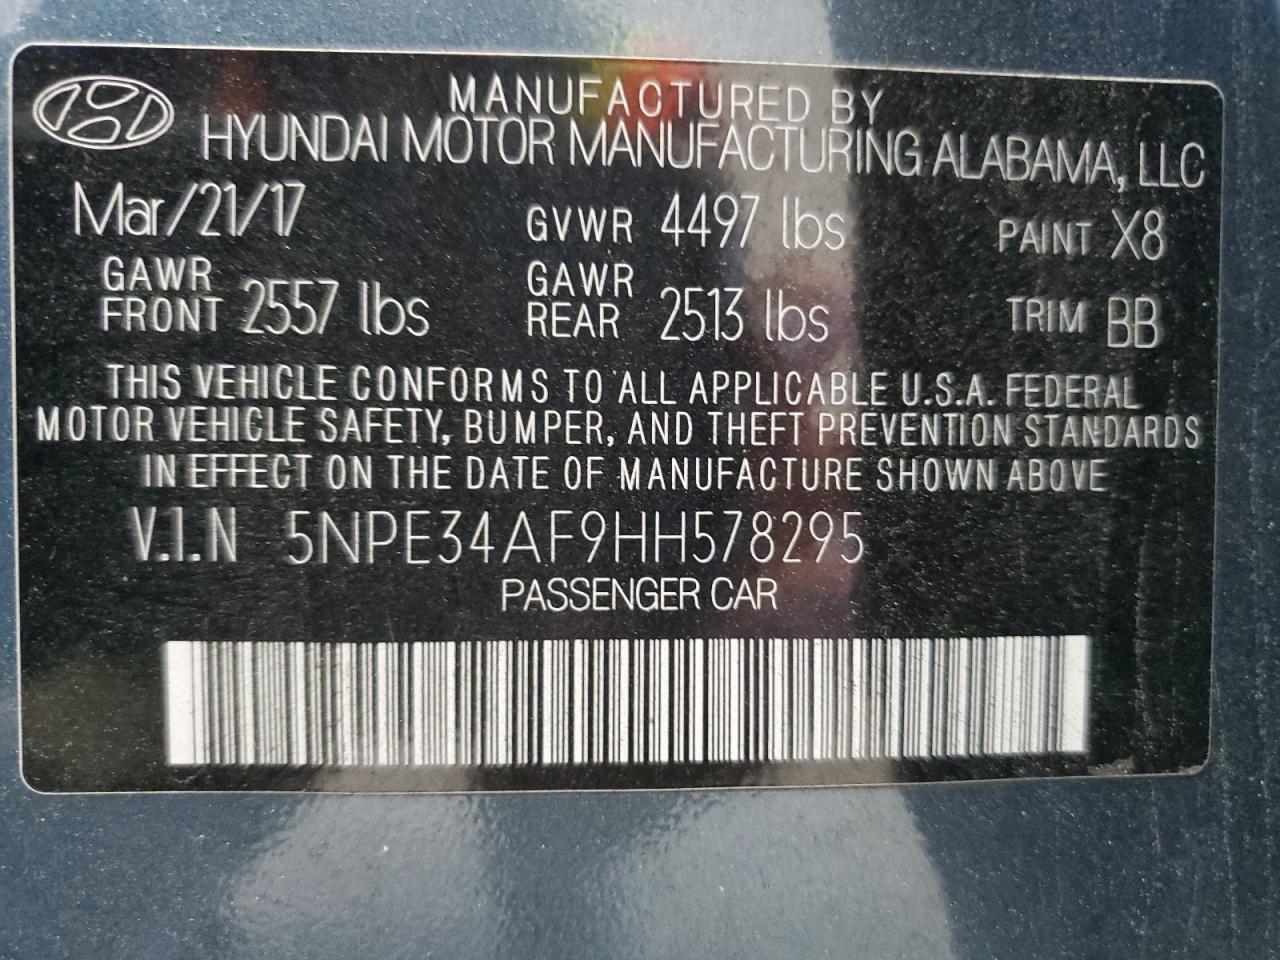 MANUFACTURED BY
HYUNDAI MOTOR MANUFACTURING ALABAMA, LLC
Mar/21/17 GVWR 4497 lbs PAINT X8
GAWR FRONT 2557 lbs GAWR REAR 2513 lbs TRIM BB
THIS VEHICLE CONFORMS TO ALL APPLICABLE U.S.A. FEDERAL
MOTOR VEHICLE SAFETY, BUMPER, AND THEFT PREVENTION STANDARDS
IN EFFECT ON THE DATE OF MANUFACTURE SHOWN ABOVE
V.I.N 5NPE34AF9HH578295
PASSENGER CAR